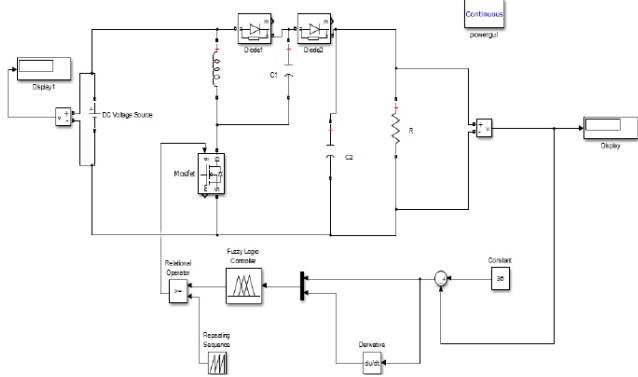 Continuous
powergui
Diode1
Diode2
C1
Display1
v
DC Voltage Source
Mosfet
C2
R
v
Display
Fuzzy Logic
Controller
Relational
Operator
>=
Constant
Repeating
Sequence
Derivative
du/dt